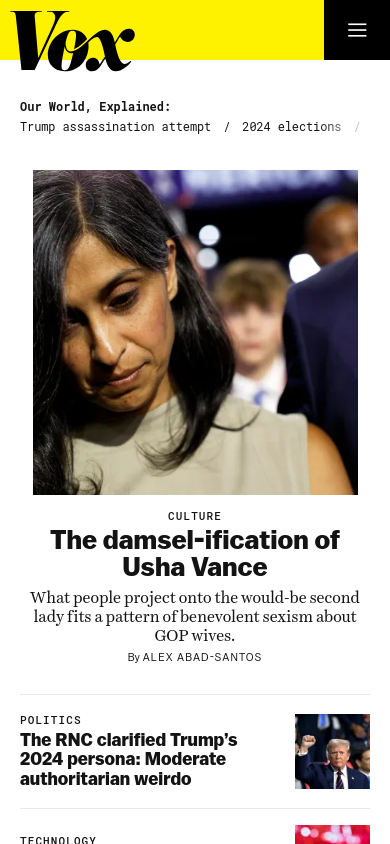 Vox
Our World, Explained:
Trump assassination attempt / 2024 elections /
CULTURE
The damsel-ification of
Usha Vance
What people project onto the would-be second
lady fits a pattern of benevolent sexism about
GOP wives.
By ALEX ABAD-SANTOS
POLITICS
The RNC clarified Trump’s
2024 persona: Moderate
authoritarian weirdo
TECHNOLOGY